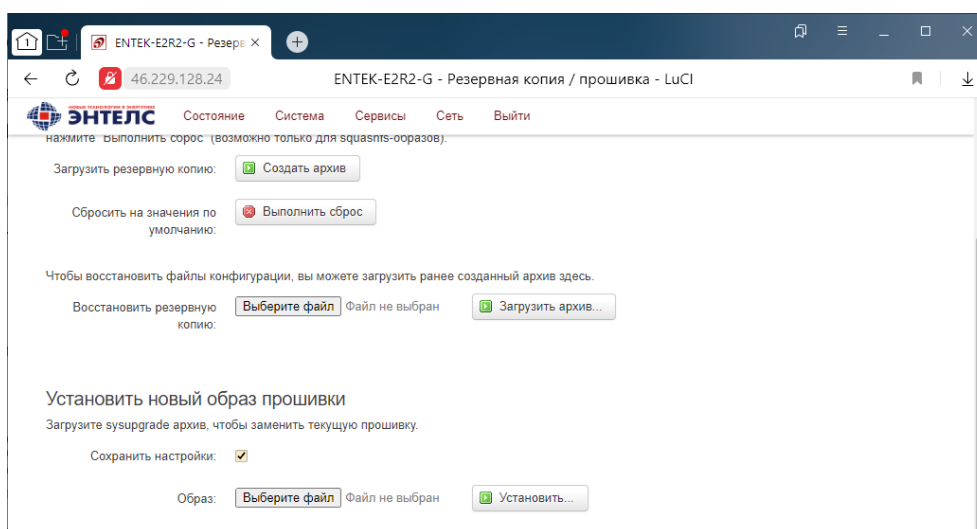 1
ENTEK-E2R2-G - Резерв
46.229.128.24
ENTEK-E2R2-G - Резервная копия / прошивка - LuCI
НОВЫЕ ТЕХНОЛОГИИ В ЭНЕРГЕТИКЕ
ЭНТЕЛС
Состояние Система Сервисы Сеть Выйти
нажмите "Выполнить сброс" (возможно только для squashfs-образов).
Загрузить резервную копию: Создать архив
Сбросить на значения по Выполнить сброс
умолчанию:
Чтобы восстановить файлы конфигурации, вы можете загрузить ранее созданный архив здесь.
Восстановить резервную Выберите файл Файл не выбран Загрузить архив...
копию:
Установить новый образ прошивки
Загрузите sysupgrade архив, чтобы заменить текущую прошивку.
Сохранить настройки:
Образ: Выберите файл Файл не выбран Установить...